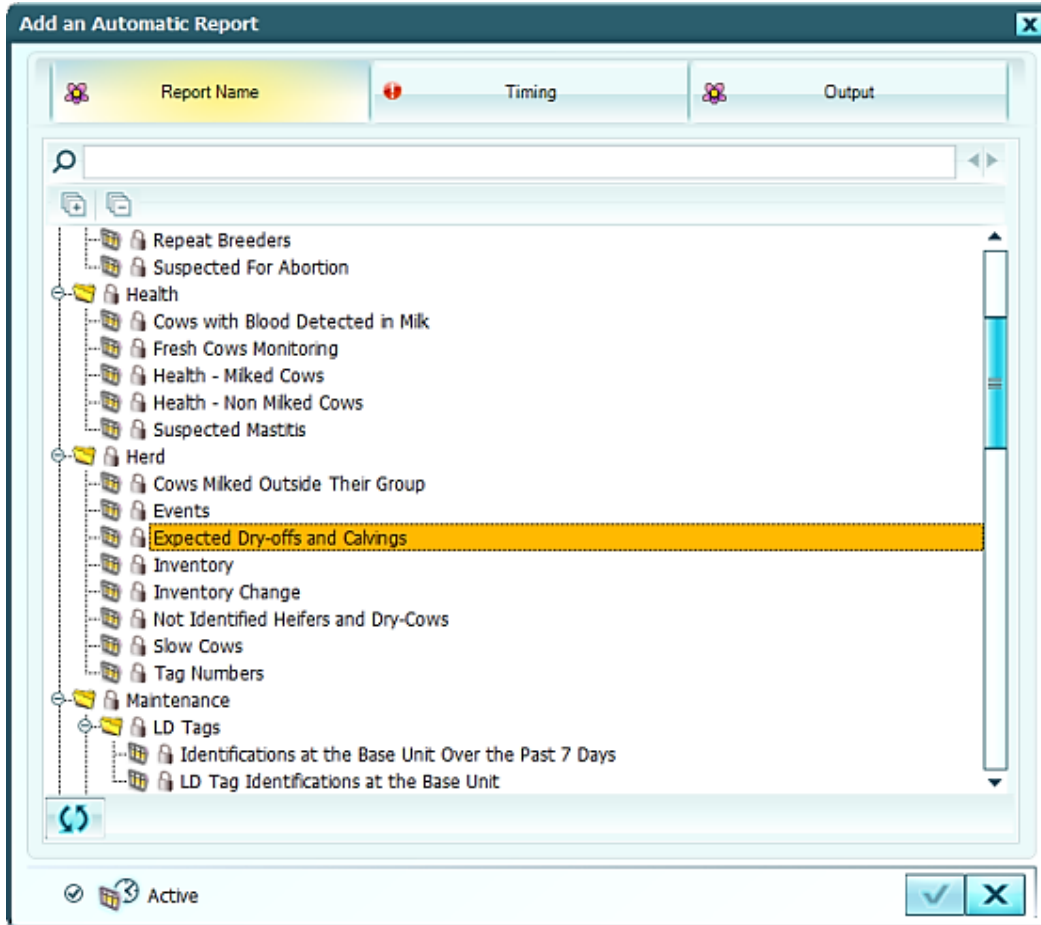 Add an Automatic Report
Report Name
Timing
Output
Repeat Breeders
Suspected For Abortion
Health
Cows with Blood Detected in Milk
Fresh Cows Monitoring
Health - Milked Cows
Health - Non Milked Cows
Suspected Mastitis
Herd
Cows Milked Outside Their Group
Events
Expected Dry-offs and Calvings
Inventory
Inventory Change
Not Identified Heifers and Dry-Cows
Slow Cows
Tag Numbers
Maintenance
LD Tags
Identifications at the Base Unit Over the Past 7 Days
LD Tag Identifications at the Base Unit
Active